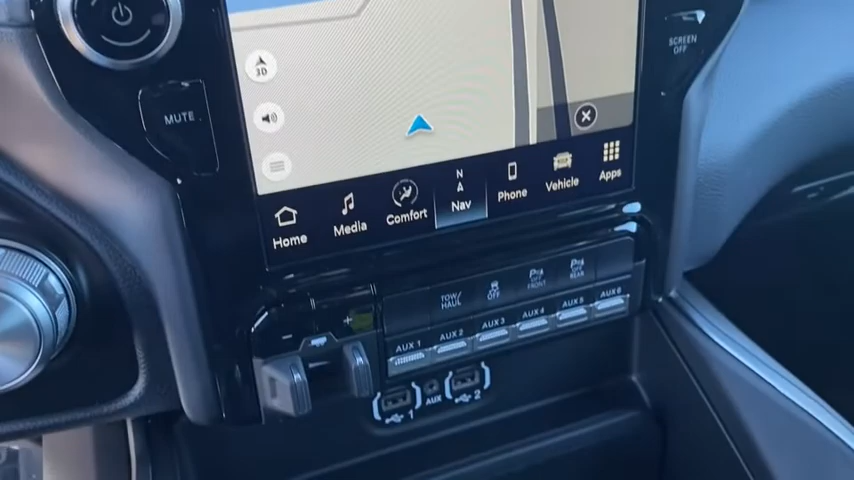 3D
SCREEN
OFF
MUTE
N
Home
Media
Comfort
Nav
Phone
Vehicle
Apps
TOW/
HAUL
OFF
OFF
FRONT
OFF
REAR
AUX 1
AUX 2
AUX 3
AUX 4
AUX 5
AUX 6
1
AUX
2